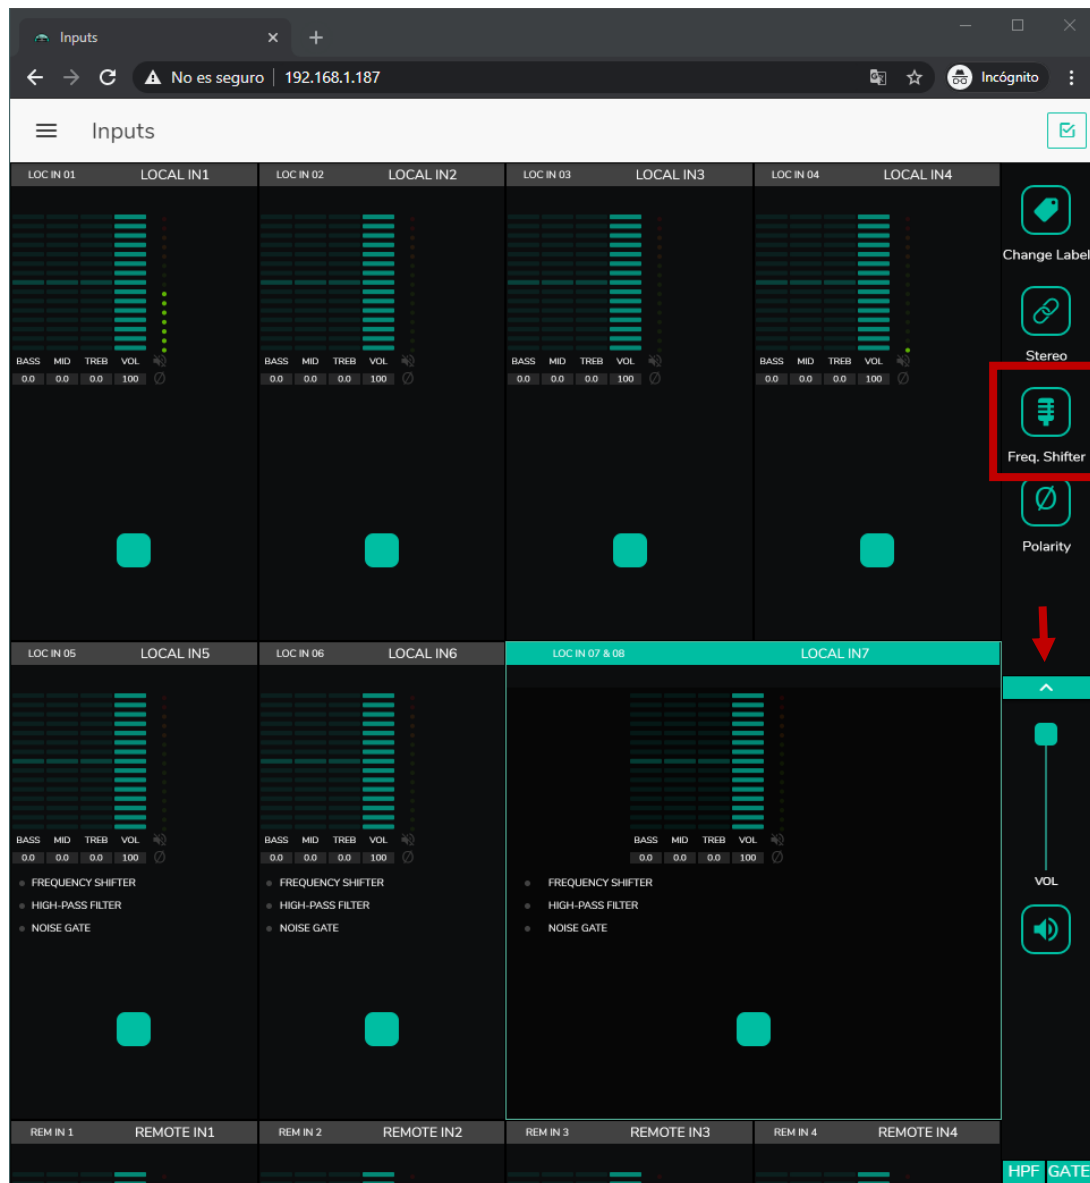 Inputs
No es seguro | 192.168.1.187
Incógnito
Inputs
LOC IN 01 LOCAL IN1 LOC IN 02 LOCAL IN2 LOC IN 03 LOCAL IN3 LOC IN 04 LOCAL IN4
Change Label
Stereo
BASS MID TREB VOL BASS MID TREB VOL BASS MID TREB VOL BASS MID TREB VOL
0.0 0.0 0.0 100 0.0 0.0 0.0 100 0.0 0.0 0.0 100 0.0 0.0 0.0 100
Freq. Shifter
Polarity
LOC IN 05 LOCAL IN5 LOC IN 06 LOCAL IN6 LOC IN 07 & 08 LOCAL IN7
BASS MID TREB VOL BASS MID TREB VOL BASS MID TREB VOL
0.0 0.0 0.0 100 0.0 0.0 0.0 100 0.0 0.0 0.0 100
FREQUENCY SHIFTER FREQUENCY SHIFTER FREQUENCY SHIFTER
VOL
HIGH-PASS FILTER HIGH-PASS FILTER HIGH-PASS FILTER
NOISE GATE NOISE GATE NOISE GATE
REM IN 1 REMOTE IN1 REM IN 2 REMOTE IN2 REM IN 3 REMOTE IN3 REM IN 4 REMOTE IN4
HPF GATE